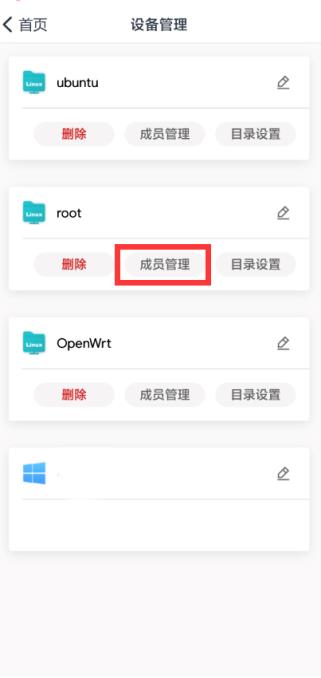 首页 设备管理
Linux ubuntu
删除 成员管理 目录设置
Linux root
删除 成员管理 目录设置
Linux OpenWrt
删除 成员管理 目录设置